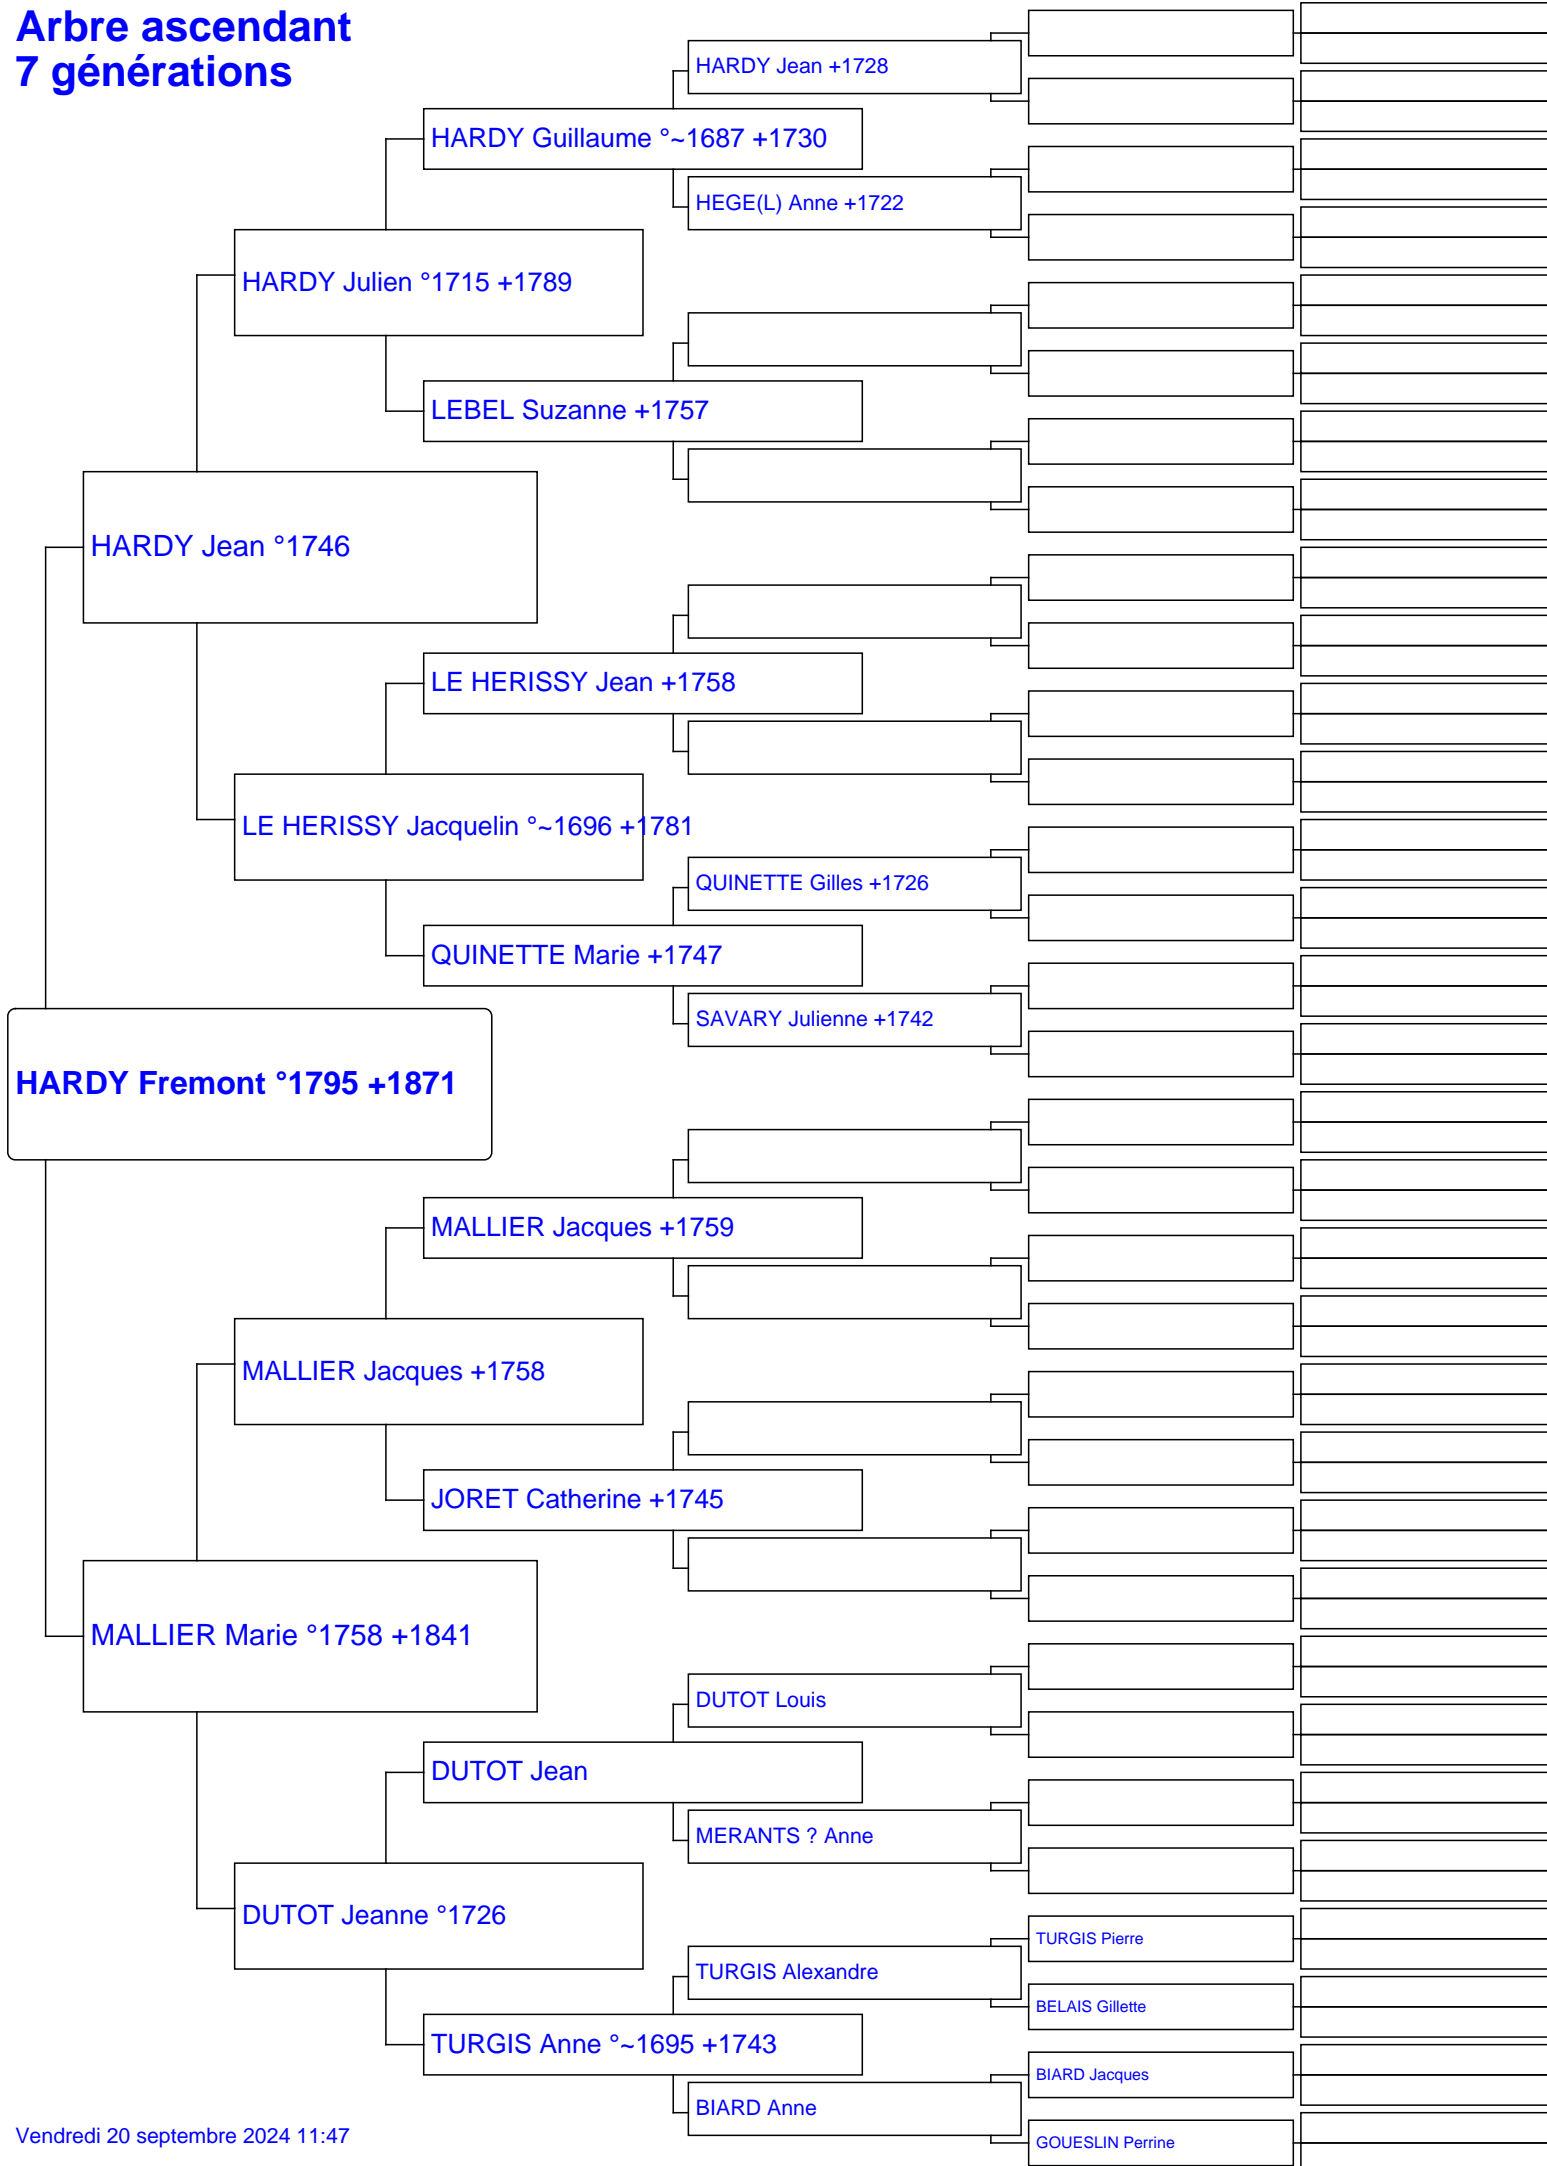 Arbre ascendant
7 générations
HARDY Jean +1728
HARDY Guillaume °~1687 +1730
HEGE(L) Anne +1722
HARDY Julien °1715 +1789
LEBEL Suzanne +1757
HARDY Jean °1746
LE HERISSY Jean +1758
LE HERISSY Jacquelin °~1696 +1781
QUINETTE Gilles +1726
QUINETTE Marie +1747
SAVARY Julienne +1742
HARDY Fremont °1795 +1871
MALLIER Jacques +1759
MALLIER Jacques +1758
JORET Catherine +1745
MALLIER Marie °1758 +1841
DUTOT Louis
DUTOT Jean
MERANTS ? Anne
DUTOT Jeanne °1726
TURGIS Pierre
TURGIS Alexandre
BELAIS Gillette
TURGIS Anne °~1695 +1743
BIARD Jacques
BIARD Anne
GOUESLIN Perrine
Vendredi 20 septembre 2024 11:47